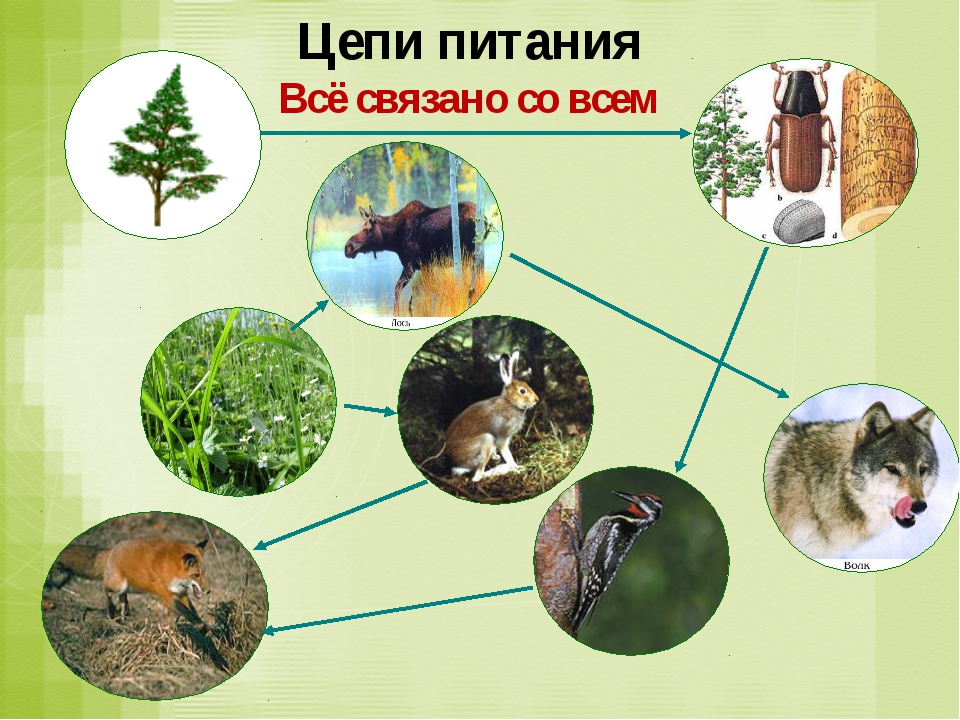 Цепи питания
Всё связано со всем
b
c
d
Лось
Волк